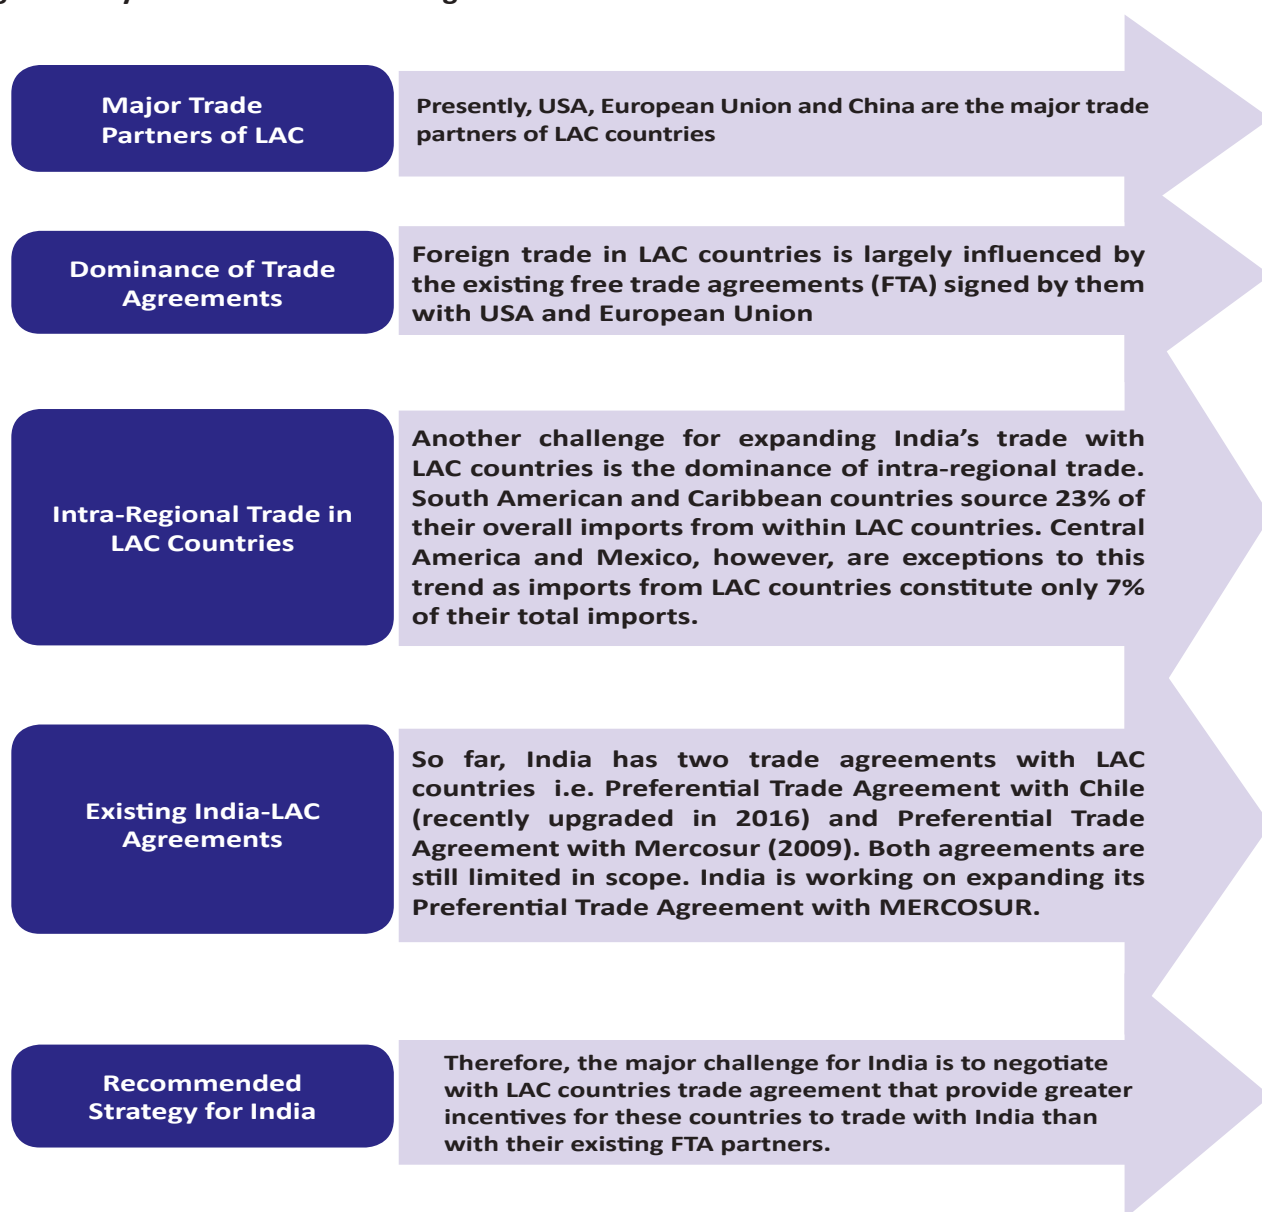 Major Trade
Partners of LAC
Presently, USA, European Union and China are the major trade
partners of LAC countries
Dominance of Trade
Agreements
Foreign trade in LAC countries is largely influenced by
the existing free trade agreements (FTA) signed by them
with USA and European Union
Intra-Regional Trade in
LAC Countries
Another challenge for expanding India’s trade with
LAC countries is the dominance of intra-regional trade.
South American and Caribbean countries source 23% of
their overall imports from within LAC countries. Central
America and Mexico, however, are exceptions to this
trend as imports from LAC countries constitute only 7%
of their total imports.
Existing India-LAC
Agreements
So far, India has two trade agreements with LAC
countries i.e. Preferential Trade Agreement with Chile
(recently upgraded in 2016) and Preferential Trade
Agreement with Mercosur (2009). Both agreements are
still limited in scope. India is working on expanding its
Preferential Trade Agreement with MERCOSUR.
Recommended
Strategy for India
Therefore, the major challenge for India is to negotiate
with LAC countries trade agreement that provide greater
incentives for these countries to trade with India than
with their existing FTA partners.